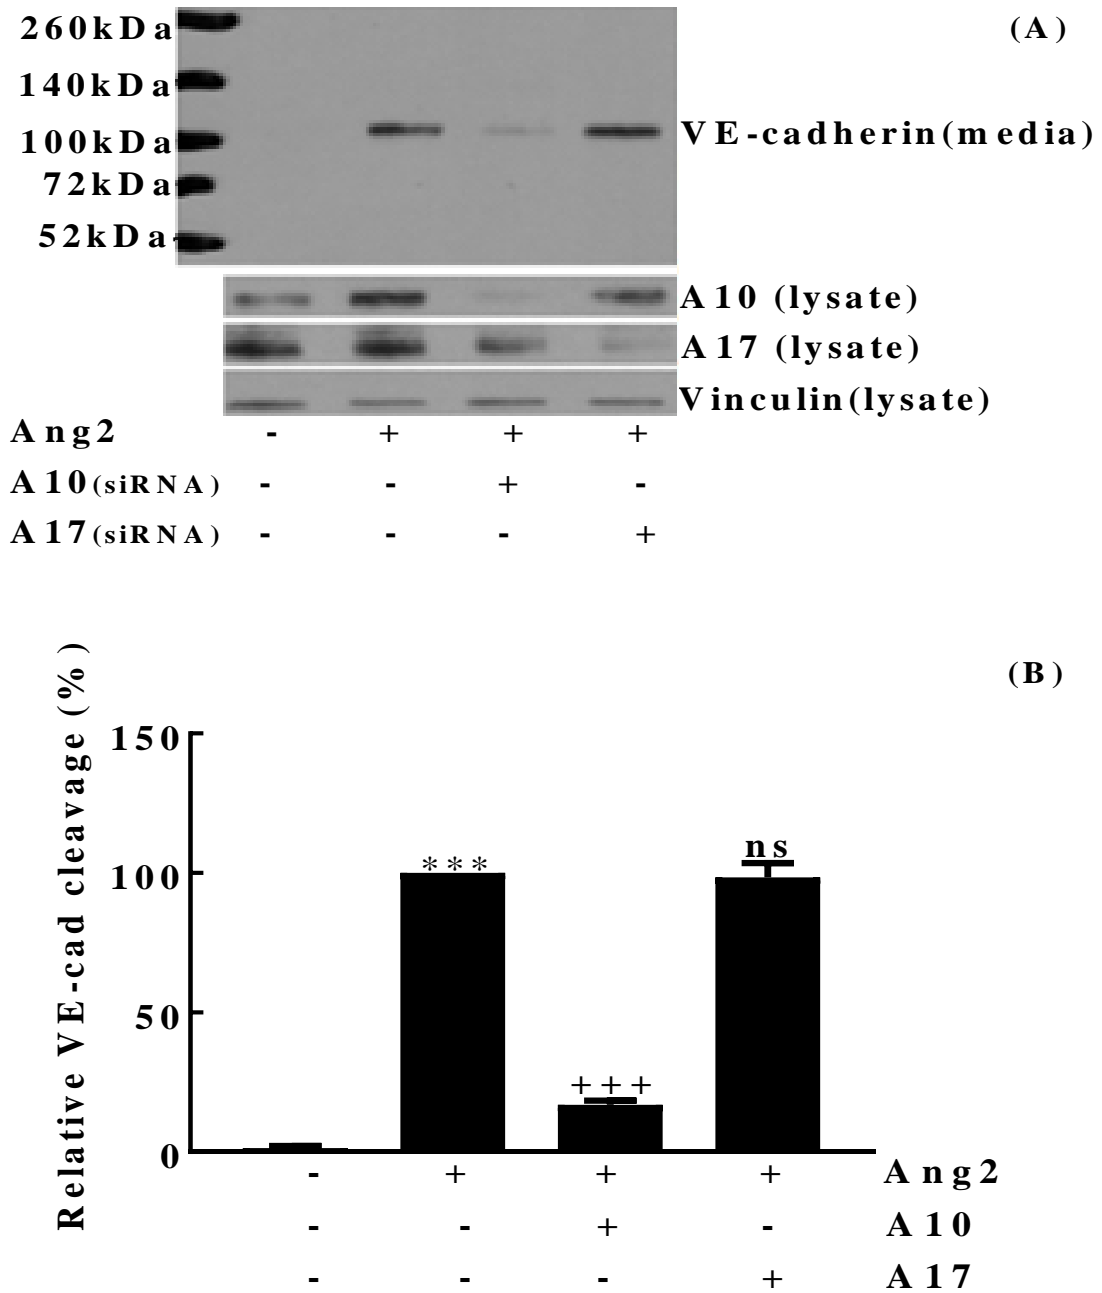 260kDa
(A)
140kDa
100kDa
VE-cadherin(media)
72kDa
52kDa
A10 (lysate)
A17 (lysate)
Vinculin(lysate)
Ang2 - + + +
A10(siRNA) - - + -
A17(siRNA) - - - +
(B)
Relative VE-cad cleavage (%)
150
100
50
0
***
+++
ns
- + + + Ang2
- - + - A10
- - - + A17